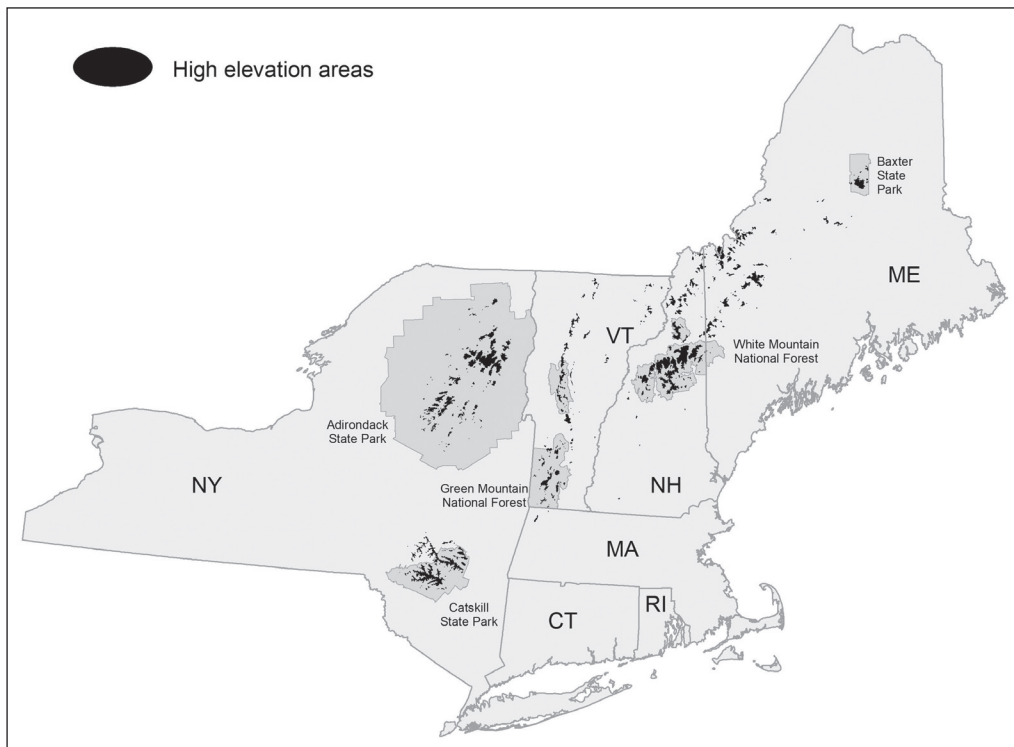 High elevation areas
Baxter
State
Park
ME
VT
White Mountain
National Forest
Adirondack
State Park
NY
Green Mountain
National Forest
NH
MA
Catskill
State Park
CT
RI